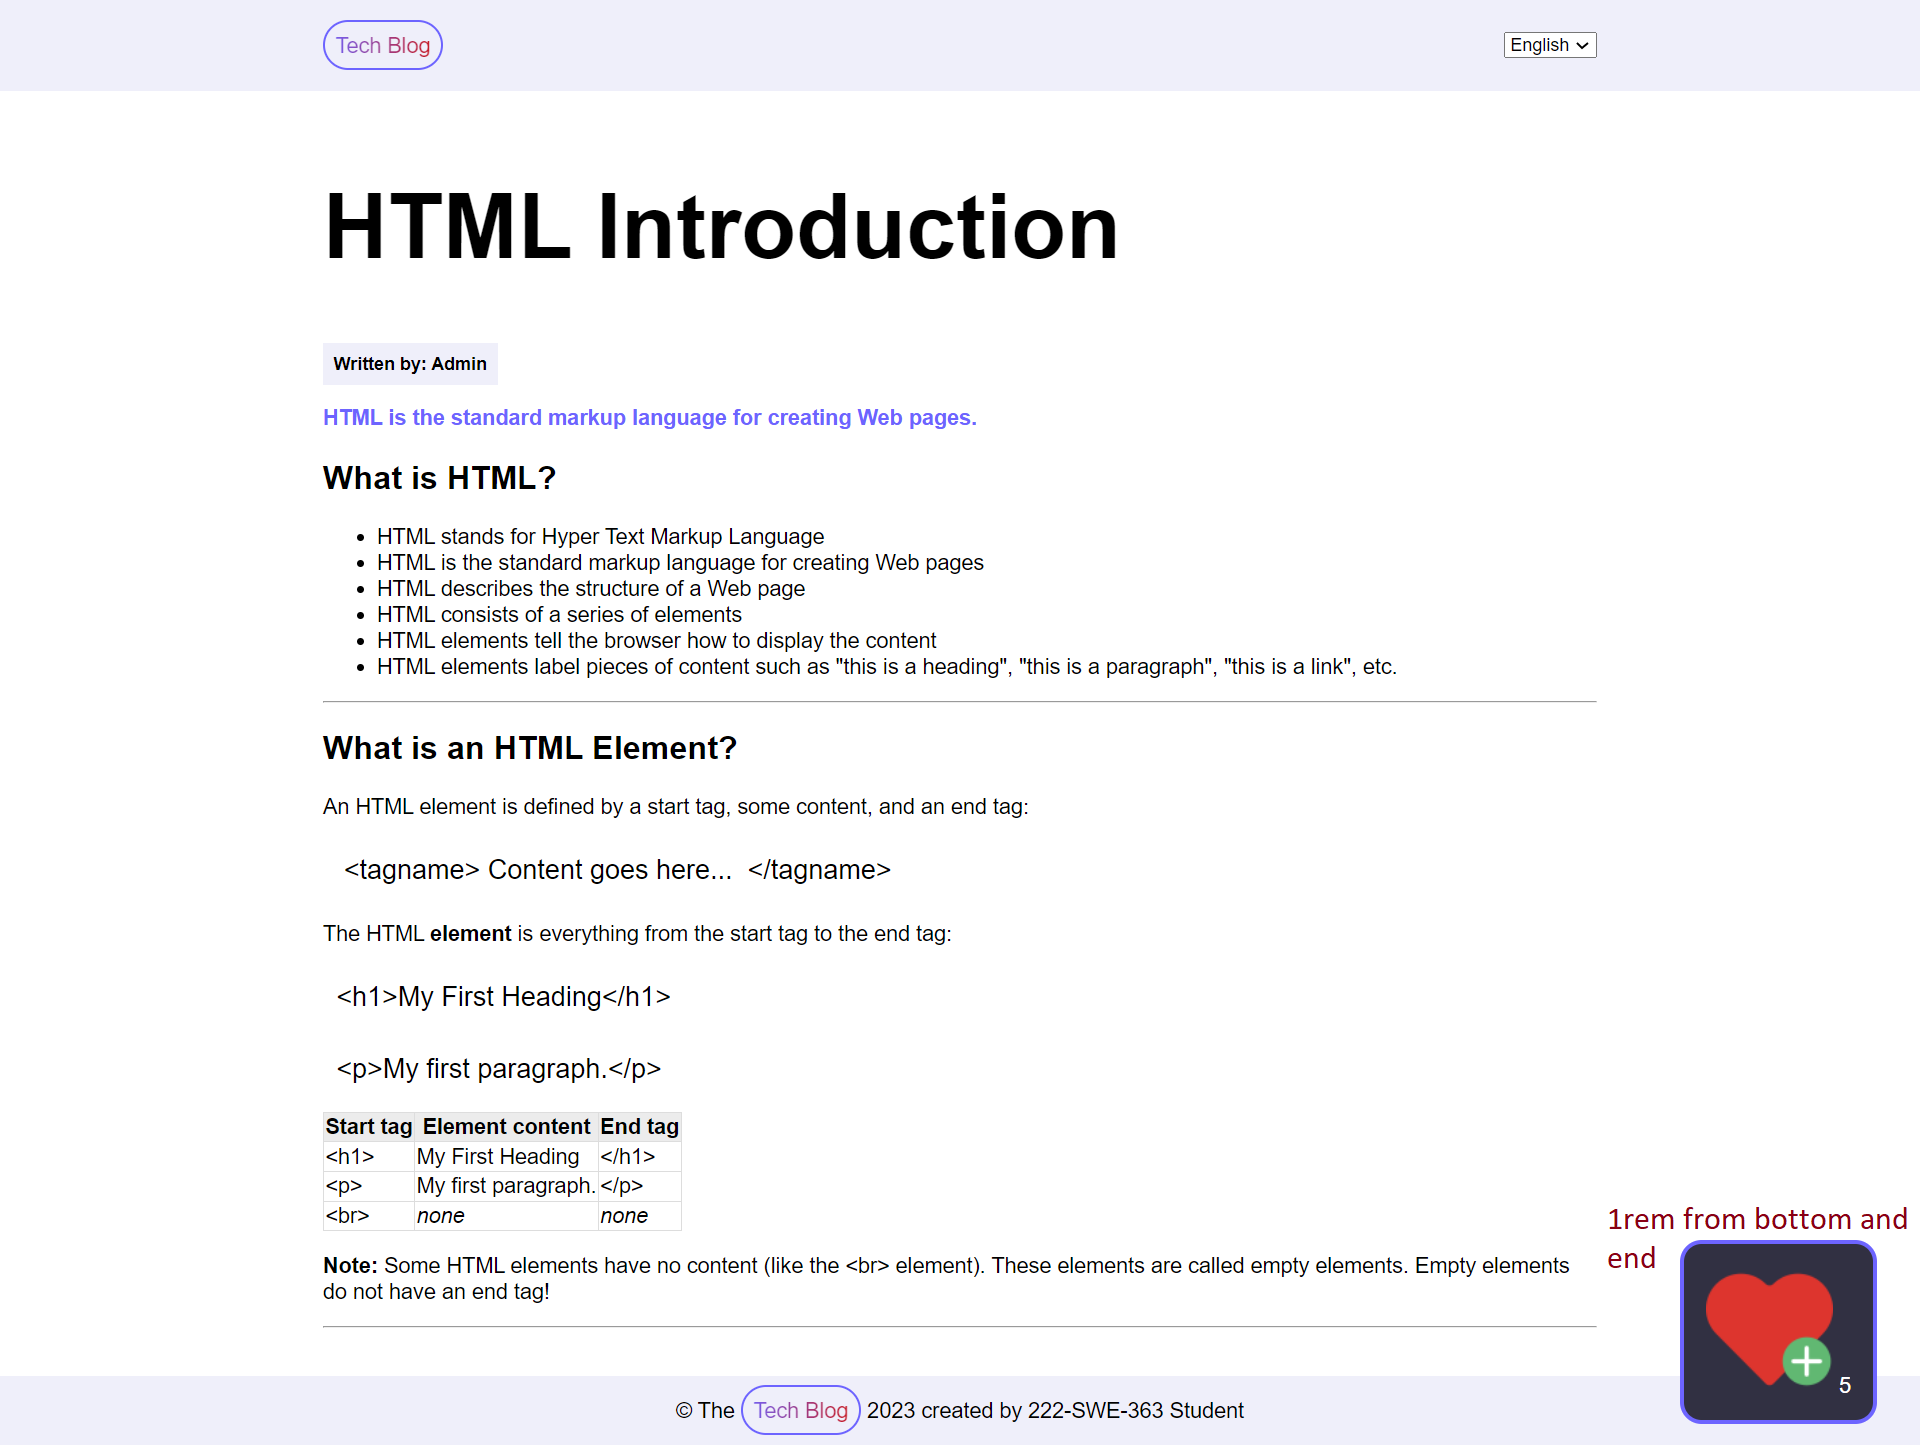 Tech Blog
English
HTML Introduction
Written by: Admin
HTML is the standard markup language for creating Web pages.
What is HTML?
• HTML stands for Hyper Text Markup Language
• HTML is the standard markup language for creating Web pages
• HTML describes the structure of a Web page
• HTML consists of a series of elements
• HTML elements tell the browser how to display the content
• HTML elements label pieces of content such as "this is a heading", "this is a paragraph", "this is a link", etc.
What is an HTML Element?
An HTML element is defined by a start tag, some content, and an end tag:
<tagname> Content goes here... </tagname>
The HTML element is everything from the start tag to the end tag:
<h1>My First Heading</h1>
<p>My first paragraph.</p>
Start tag Element content End tag
<h1> My First Heading </h1>
<p> My first paragraph. </p>
<br> none none
Note: Some HTML elements have no content (like the <br> element). These elements are called empty elements. Empty elements
do not have an end tag!
1rem from bottom and
end
5
© The Tech Blog 2023 created by 222-SWE-363 Student